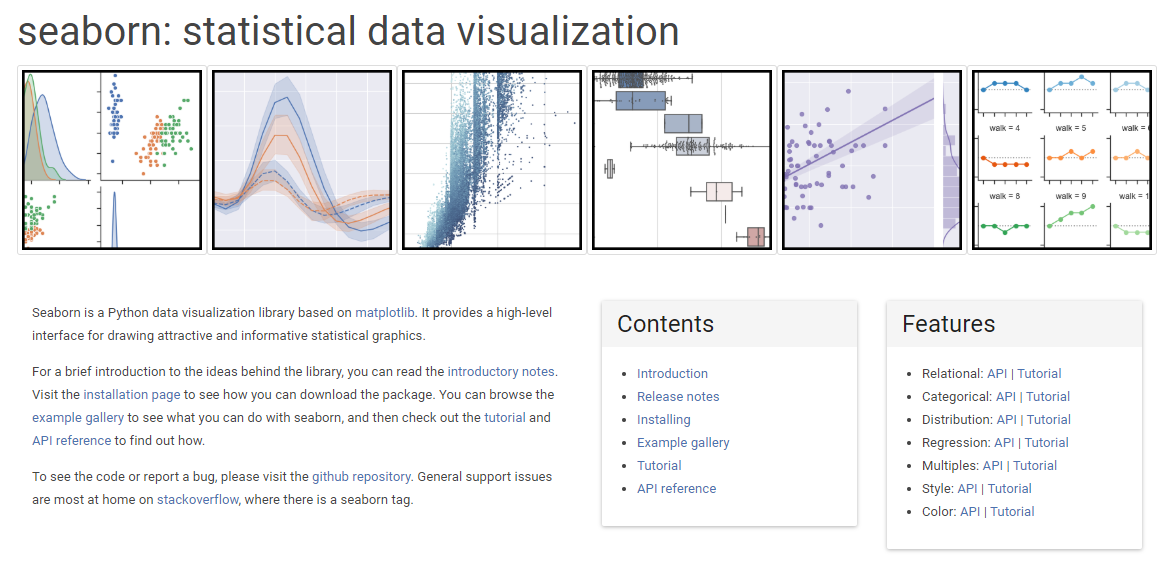 seaborn: statistical data visualization
walk = 4
walk = 5
walk =
walk = 8
walk = 9
walk = 1
Seaborn is a Python data visualization library based on matplotlib. It provides a high-level
interface for drawing attractive and informative statistical graphics.
For a brief introduction to the ideas behind the library, you can read the introductory notes.
Visit the installation page to see how you can download the package. You can browse the
example gallery to see what you can do with seaborn, and then check out the tutorial and
API reference to find out how.
To see the code or report a bug, please visit the github repository. General support issues
are most at home on stackoverflow, where there is a seaborn tag.
Contents
Introduction
Release notes
Installing
Example gallery
Tutorial
API reference
Features
Relational: API | Tutorial
Categorical: API | Tutorial
Distribution: API | Tutorial
Regression: API | Tutorial
Multiples: API | Tutorial
Style: API | Tutorial
Color: API | Tutorial